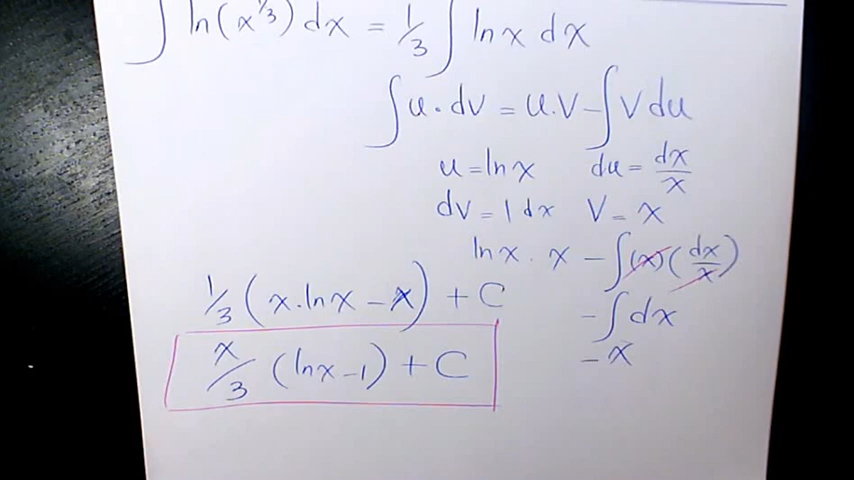 ∫ ln(x^1/3) dx = 1/3 ∫ ln x dx
∫ u · dv = u.v - ∫ v du
u = ln x du = dx/x
dv = 1 dx v = x
ln x . x - ∫ (x) (dx/x)
1/3 (x.ln x - x) + C
- ∫ dx
x/3 (ln x - 1) + C
- x